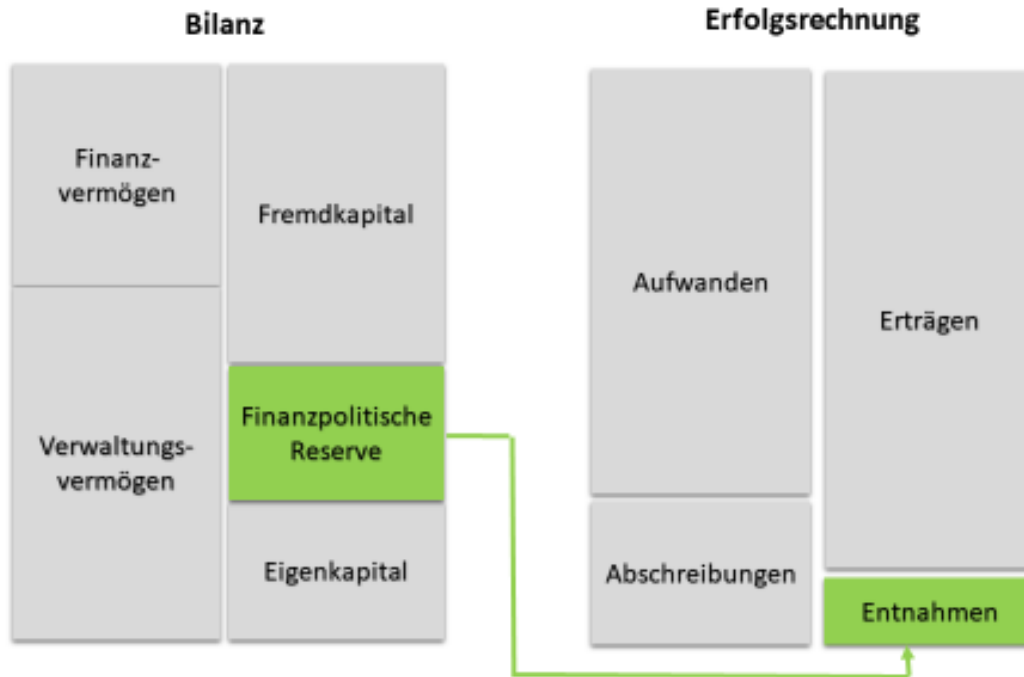 Bilanz
Erfolgsrechnung
Finanz-
vermögen
Fremdkapital
Verwaltungs-
vermögen
Finanzpolitische
Reserve
Eigenkapital
Aufwanden
Erträgen
Abschreibungen
Entnahmen